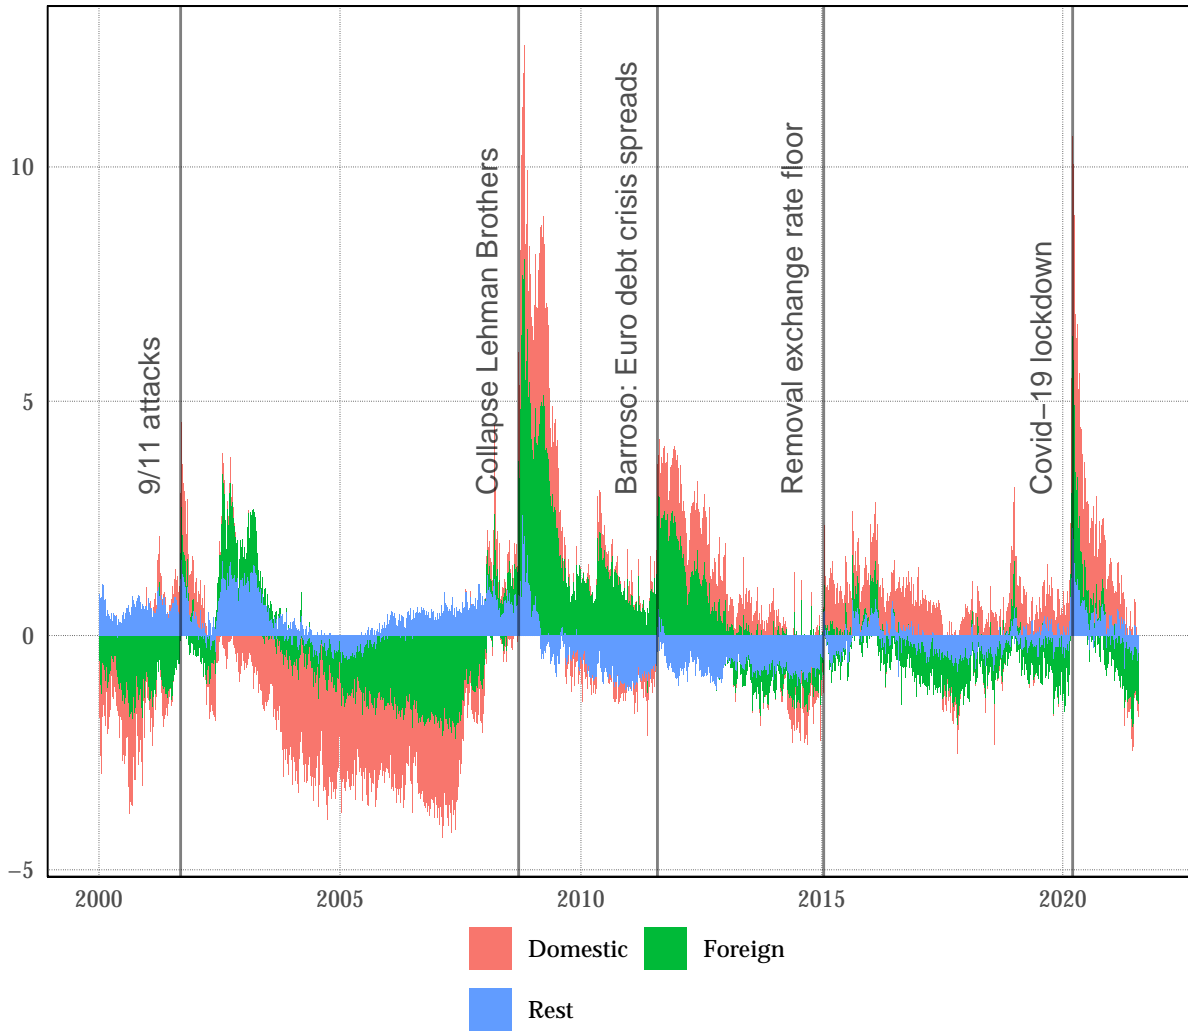 10
5
0
−5
9/11 attacks
Collapse Lehman Brothers
Barroso: Euro debt crisis spreads
Removal exchange rate floor
Covid−19 lockdown
2000 2005 2010 2015 2020
Domestic Foreign
Rest